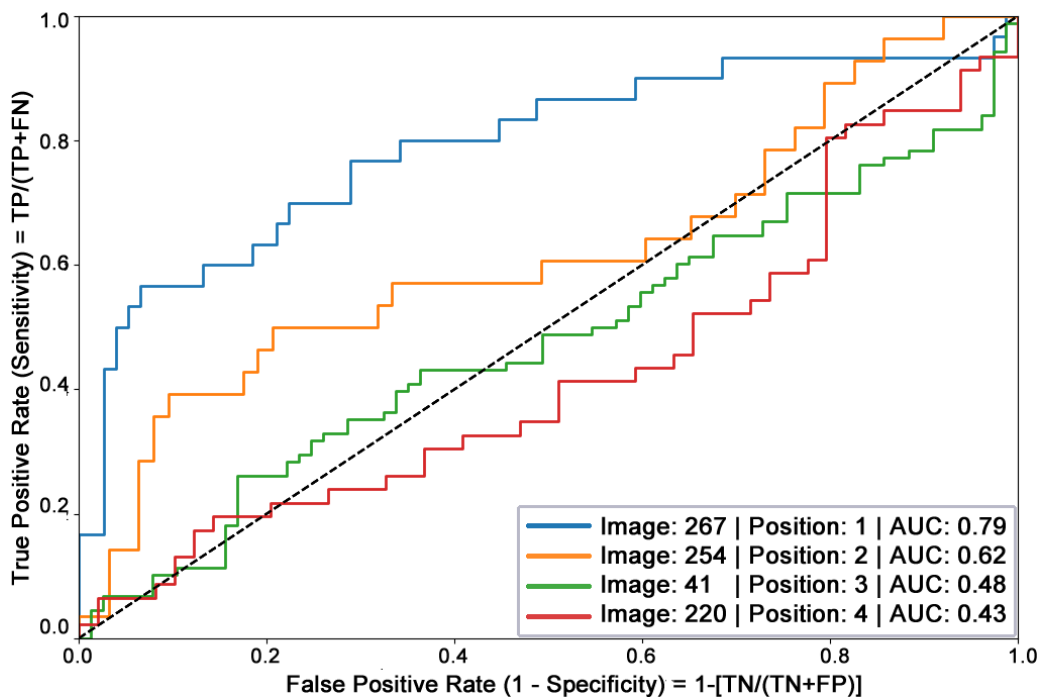 1.0
0.8
0.6
0.4
0.2
0.0
True Positive Rate (Sensitivity) = TP/(TP+FN)
Image: 267 | Position: 1 | AUC: 0.79
Image: 254 | Position: 2 | AUC: 0.62
Image: 41 | Position: 3 | AUC: 0.48
Image: 220 | Position: 4 | AUC: 0.43
0.0 0.2 0.4 0.6 0.8 1.0
False Positive Rate (1 - Specificity) = 1-[TN/(TN+FP)]